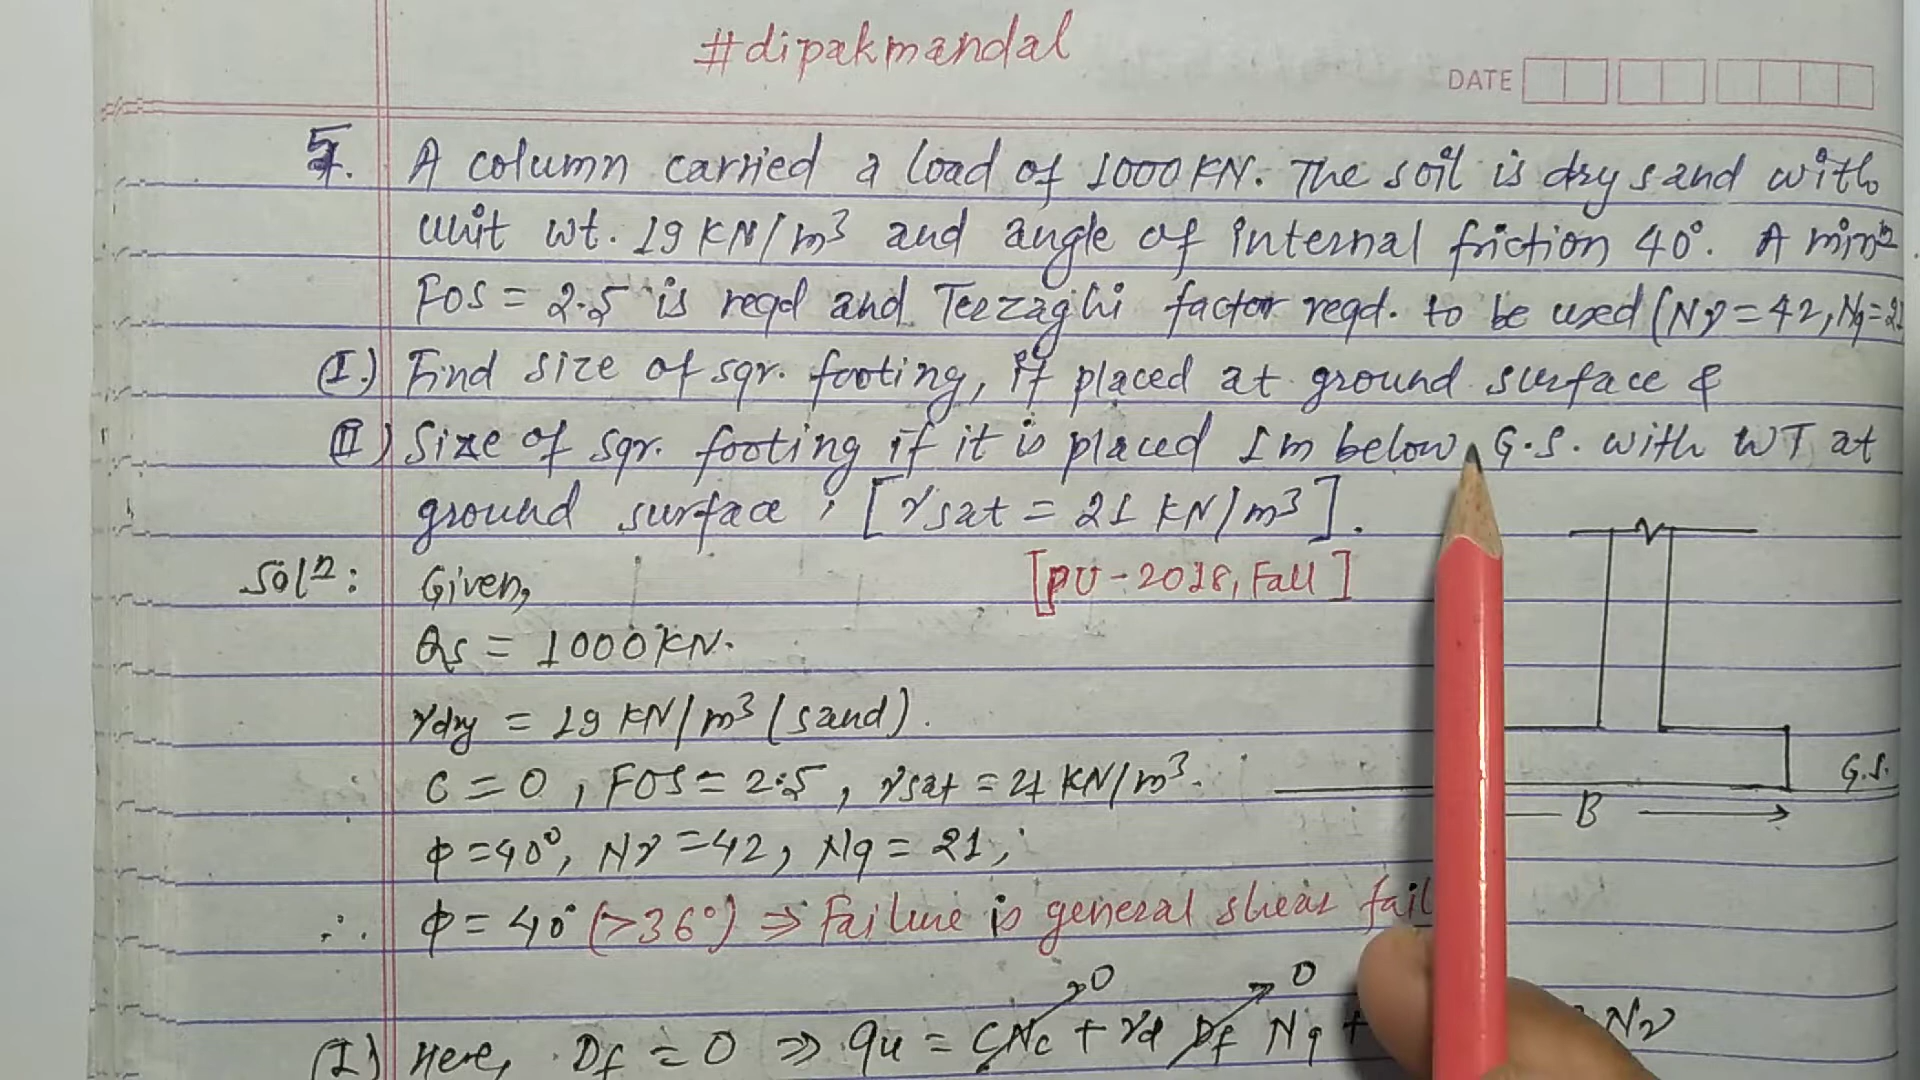 #dipakmandal
DATE
5. A column carried a load of 1000 KN. The soil is dry sand with
unit wt. 19 KN/m³ and angle of internal friction 40°. A minᵐ
FOS = 2.5 is reqd and Terzaghi factor reqd. to be used (Nγ = 42, Nq = 21
(I.) Find size of sqr. footing, if placed at ground surface &
(II) Size of sqr. footing if it is placed 1m below G.S. with WT at
ground surface ; [γsat = 21 KN/m³].
Solⁿ: Given, [PU-2018, Fall]
Qs = 1000 KN.
γdry = 19 KN/m³ (sand).
C = 0, FOS = 2.5, γsat = 21 KN/m³.
G.S.
B
φ = 40°, Nγ = 42, Nq = 21,
∴ φ = 40° (>36°) ⇒ Failure is general shear fail
0 0
(I) Here, Df = 0 ⇒ qu = CNc + γd Df Nq + Nγ